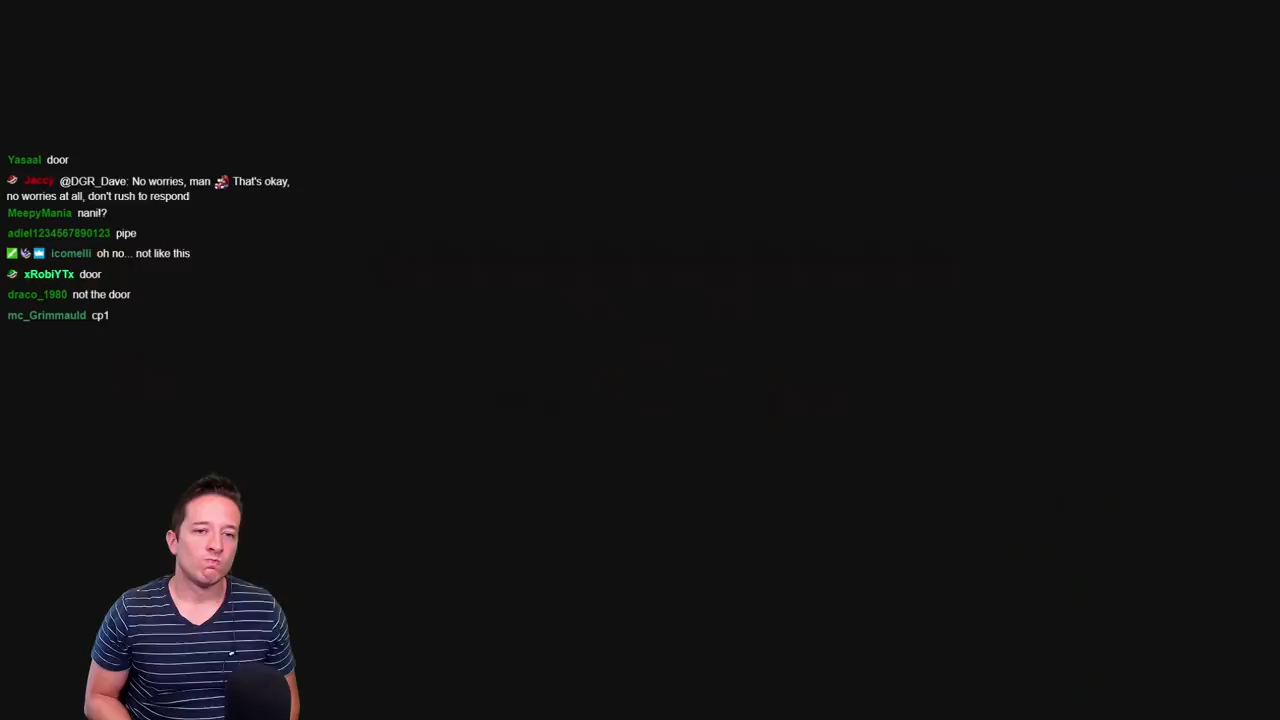 Yasaal door
Jaccy @DGR_Dave: No worries, man That's okay,
no worries at all, don't rush to respond
MeepyMania nani!?
adiel1234567890123 pipe
icomelli oh no... not like this
xRobiYTx door
draco_1980 not the door
mc_Grimmauld cp1